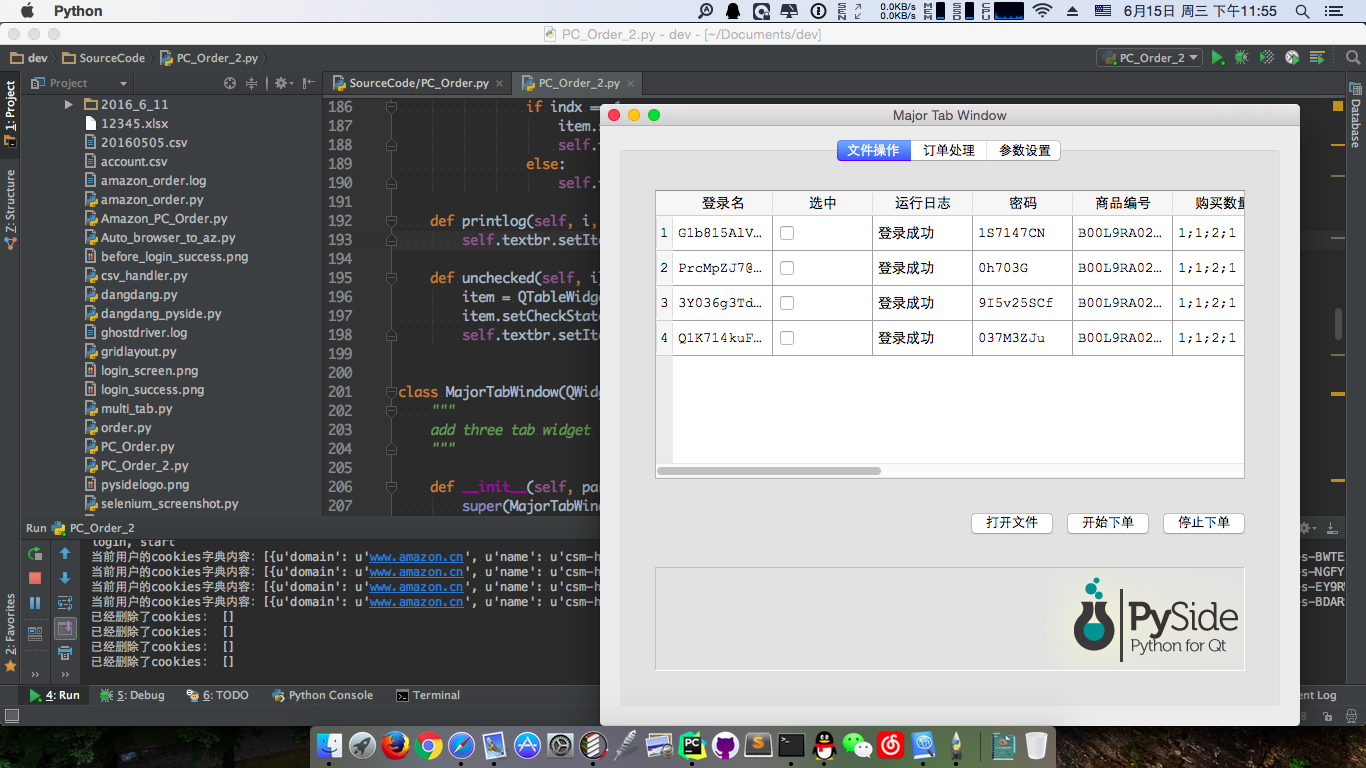 Python
0.0KB/s
0.0KB/s
6月15日 周三 下午11:55
PC_Order_2.py - dev - [~/Documents/dev]
dev
SourceCode
PC_Order_2.py
PC_Order_2
1: Project
Z: Structure
2: Favorites
Database
Project
2016_6_11
12345.xlsx
20160505.csv
account.csv
amazon_order.log
amazon_order.py
Amazon_PC_Order.py
Auto_browser_to_az.py
before_login_success.png
csv_handler.py
dangdang.py
dangdang_pyside.py
ghostdriver.log
gridlayout.py
login_screen.png
login_success.png
multi_tab.py
order.py
PC_Order.py
PC_Order_2.py
pysidelogo.png
selenium_screenshot.py
SourceCode/PC_Order.py
PC_Order_2.py
186 if indx ==
187 item.s
188 self.
189 else:
190 self.
191
192 def printlog(self, i,
193 self.textbr.setIte
194
195 def unchecked(self, i)
196 item = QTableWidg
197 item.setCheckStat
198 self.textbr.setIte
199
200
201 class MajorTabWindow(QWidg
202 """
203 add three tab widget
204 """
205
206 def __init__(self, pa
207 super(MajorTabWind
Major Tab Window
文件操作 订单处理 参数设置
登录名 选中 运行日志 密码 商品编号 购买数量
1 G1b815AlV… 登录成功 1S7147CN B00L9RA02… 1;1;2;1
2 PrcMpZJ7@… 登录成功 0h703G B00L9RA02… 1;1;2;1
3 3Y036g3Td… 登录成功 9I5v25SCf B00L9RA02… 1;1;2;1
4 Q1K714kuF… 登录成功 037M3ZJu B00L9RA02… 1;1;2;1
打开文件 开始下单 停止下单
PySide
Python for Qt
Run PC_Order_2
login, start
当前用户的cookies字典内容: [{u'domain': u'www.amazon.cn', u'name': u'csm-h
当前用户的cookies字典内容: [{u'domain': u'www.amazon.cn', u'name': u'csm-h
当前用户的cookies字典内容: [{u'domain': u'www.amazon.cn', u'name': u'csm-h
当前用户的cookies字典内容: [{u'domain': u'www.amazon.cn', u'name': u'csm-h
已经删除了cookies: []
已经删除了cookies: []
已经删除了cookies: []
已经删除了cookies: []
s-BWTE
s-NGFY
s-EY9R
s-BDAR
4: Run
5: Debug
6: TODO
Python Console
Terminal
ent Log